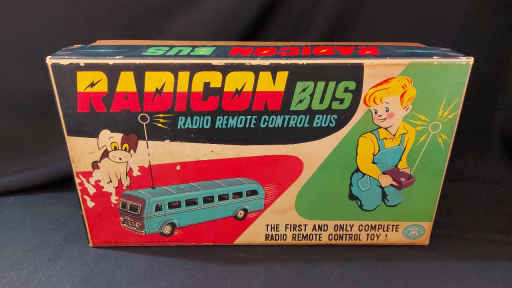 RADICON BUS
RADICON BUS
RADIO REMOTE CONTROL BUS
THE FIRST AND ONLY COMPLETE
RADIO REMOTE CONTROL TOY!